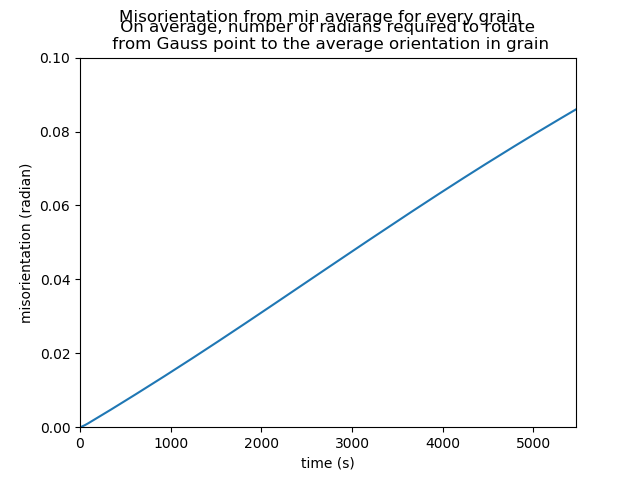 Misorientation from min average for every grain
On average, number of radians required to rotate
from Gauss point to the average orientation in grain
0.10
0.08
0.06
0.04
0.02
0.00
misorientation (radian)
0 1000 2000 3000 4000 5000
time (s)